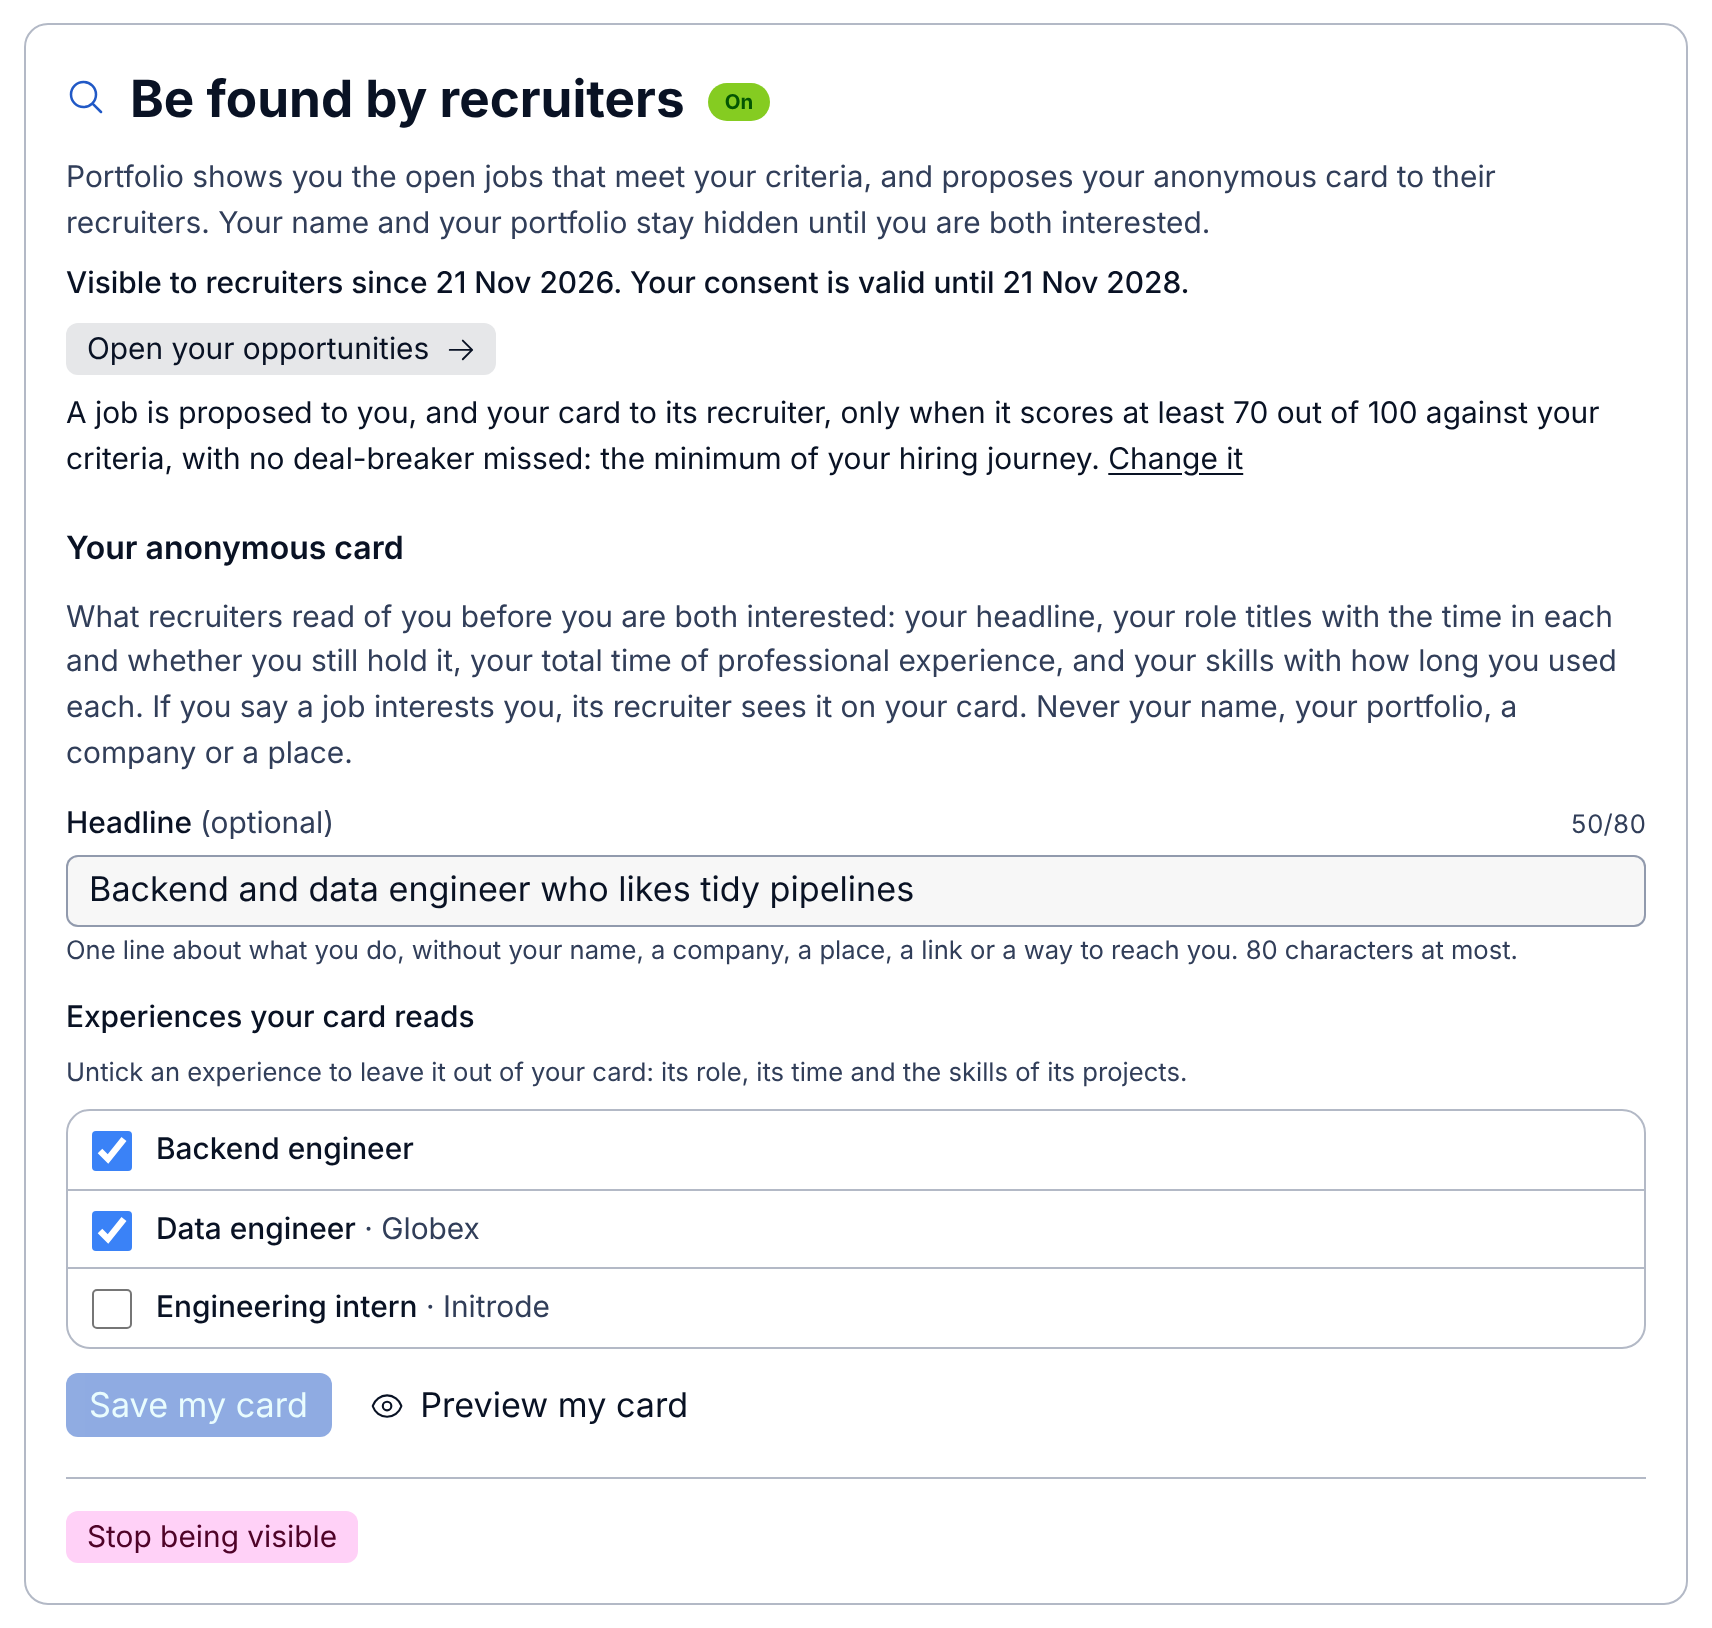 Be found by recruiters On
Portfolio shows you the open jobs that meet your criteria, and proposes your anonymous card to their
recruiters. Your name and your portfolio stay hidden until you are both interested.
Visible to recruiters since 21 Nov 2026. Your consent is valid until 21 Nov 2028.
Open your opportunities →
A job is proposed to you, and your card to its recruiter, only when it scores at least 70 out of 100 against your
criteria, with no deal-breaker missed: the minimum of your hiring journey. Change it
Your anonymous card
What recruiters read of you before you are both interested: your headline, your role titles with the time in each
and whether you still hold it, your total time of professional experience, and your skills with how long you used
each. If you say a job interests you, its recruiter sees it on your card. Never your name, your portfolio, a
company or a place.
Headline (optional) 50/80
Backend and data engineer who likes tidy pipelines
One line about what you do, without your name, a company, a place, a link or a way to reach you. 80 characters at most.
Experiences your card reads
Untick an experience to leave it out of your card: its role, its time and the skills of its projects.
Backend engineer
Data engineer · Globex
Engineering intern · Initrode
Save my card Preview my card
Stop being visible